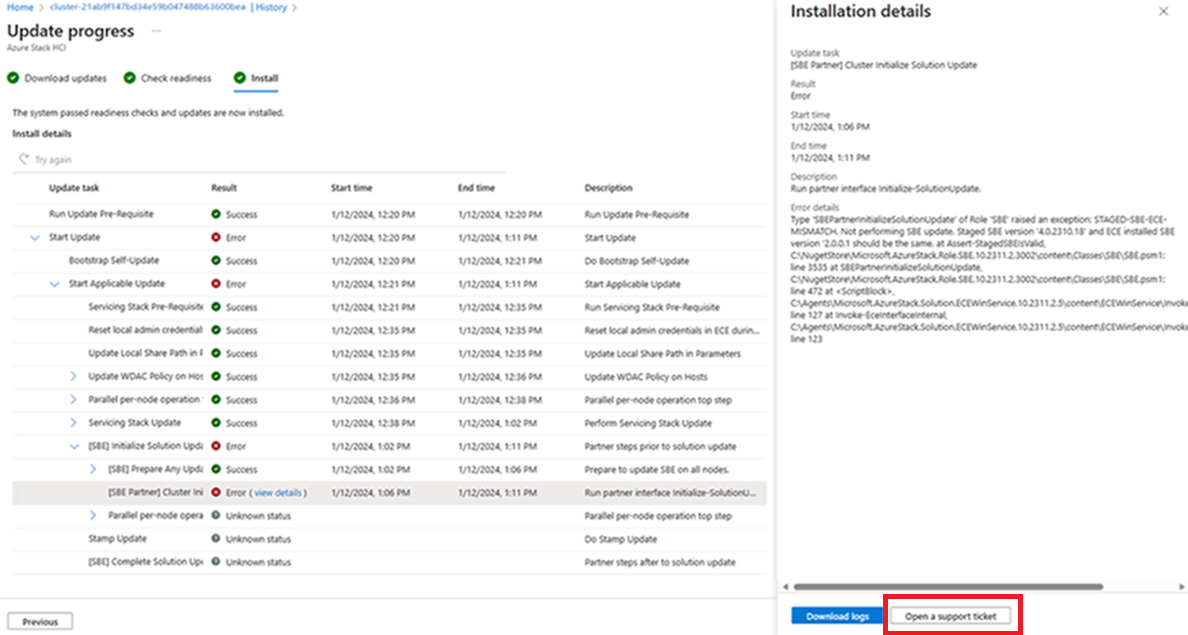 Home > cluster-21ab9f147bd34e59b047488b63600bea | History >
Update progress ...
Azure Stack HCI
Download updates Check readiness Install
The system passed readiness checks and updates are now installed.
Install details
Try again
Update task Result Start time End time Description
Run Update Pre-Requisite Success 1/12/2024, 12:20 PM 1/12/2024, 12:20 PM Run Update Pre-Requisite
Start Update Error 1/12/2024, 12:20 PM 1/12/2024, 1:11 PM Start Update
Bootstrap Self-Update Success 1/12/2024, 12:20 PM 1/12/2024, 12:21 PM Do Bootstrap Self-Update
Start Applicable Update Error 1/12/2024, 12:21 PM 1/12/2024, 1:11 PM Start Applicable Update
Servicing Stack Pre-Requisite Success 1/12/2024, 12:21 PM 1/12/2024, 12:35 PM Run Servicing Stack Pre-Requisite
Reset local admin credential Success 1/12/2024, 12:35 PM 1/12/2024, 12:35 PM Reset local admin credentials in ECE durin...
Update Local Share Path in P Success 1/12/2024, 12:35 PM 1/12/2024, 12:35 PM Update Local Share Path in Parameters
Update WDAC Policy on Hos Success 1/12/2024, 12:35 PM 1/12/2024, 12:36 PM Update WDAC Policy on Hosts
Parallel per-node operation Success 1/12/2024, 12:36 PM 1/12/2024, 12:38 PM Parallel per-node operation top step
Servicing Stack Update Success 1/12/2024, 12:38 PM 1/12/2024, 1:02 PM Perform Servicing Stack Update
[SBE] Initialize Solution Upda Error 1/12/2024, 1:02 PM 1/12/2024, 1:11 PM Partner steps prior to solution update
[SBE] Prepare Any Upda Success 1/12/2024, 1:02 PM 1/12/2024, 1:06 PM Prepare to update SBE on all nodes.
[SBE Partner] Cluster Ini Error ( view details ) 1/12/2024, 1:06 PM 1/12/2024, 1:11 PM Run partner interface Initialize-SolutionU...
Parallel per-node opera Unknown status Parallel per-node operation top step
Stamp Update Unknown status Do Stamp Update
[SBE] Complete Solution Upd Unknown status Partner steps after to solution update
Previous
Installation details
Update task
[SBE Partner] Cluster Initialize Solution Update
Result
Error
Start time
1/12/2024, 1:06 PM
End time
1/12/2024, 1:11 PM
Description
Run partner interface Initialize-SolutionUpdate.
Error details
Type 'SBEPartnerInitializeSolutionUpdate' of Role 'SBE' raised an exception: STAGED-SBE-ECE-
MISMATCH. Not performing SBE update. Staged SBE version '4.0.2310.18' and ECE installed SBE
version '2.0.0.1 should be the same. at Assert-StagedSBEIsValid,
C:\NugetStore\Microsoft.AzureStack.Role.SBE.10.2311.2.3002\content\Classes\SBE\SBE.psm1:
line 3535 at SBEPartnerInitializeSolutionUpdate,
C:\NugetStore\Microsoft.AzureStack.Role.SBE.10.2311.2.3002\content\Classes\SBE\SBE.psm1:
line 472 at <ScriptBlock>,
C:\Agents\Microsoft.AzureStack.Solution.ECEWinService.10.2311.2.5\content\ECEWinService\Invoke
line 127 at Invoke-EceInterfaceInternal,
C:\Agents\Microsoft.AzureStack.Solution.ECEWinService.10.2311.2.5\content\ECEWinService\Invoke
line 123
Download logs Open a support ticket